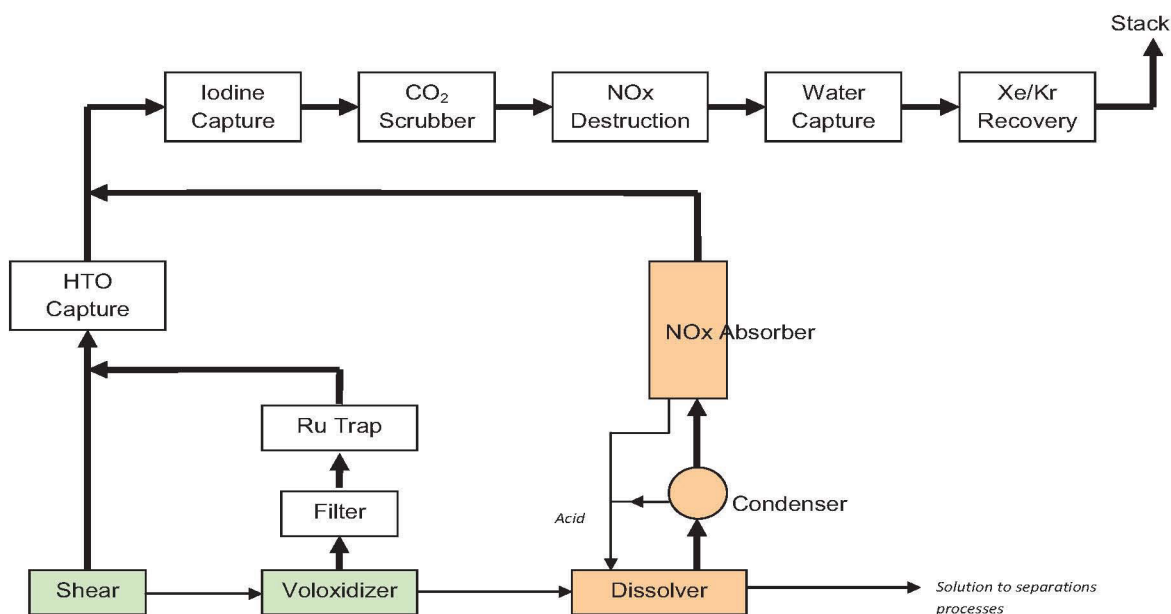 Stack
Iodine
Capture
CO₂
Scrubber
NOx
Destruction
Water
Capture
Xe/Kr
Recovery
HTO
Capture
NOx Absorber
Ru Trap
Filter
Condenser
Acid
Shear
Voloxidizer
Dissolver
Solution to separations
processes